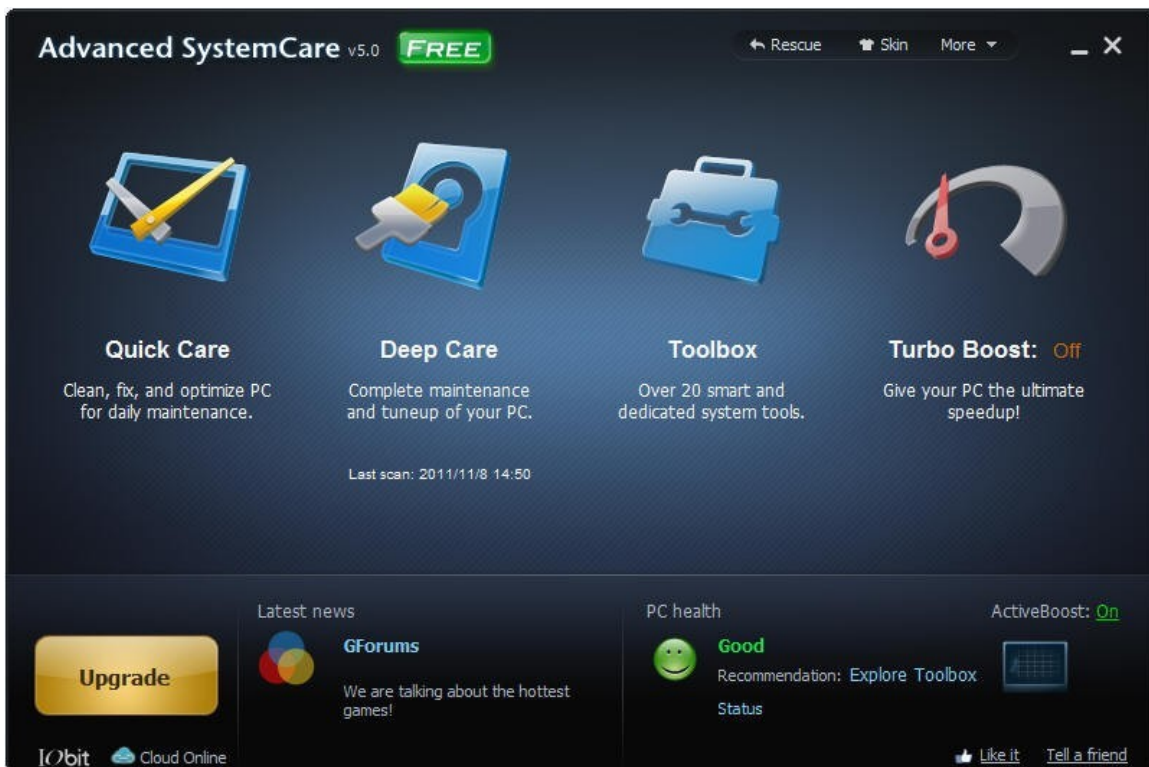 Advanced SystemCare v5.0 FREE
Rescue Skin More
Quick Care
Clean, fix, and optimize PC
for daily maintenance.
Deep Care
Complete maintenance
and tuneup of your PC.
Last scan: 2011/11/8 14:50
Toolbox
Over 20 smart and
dedicated system tools.
Turbo Boost: Off
Give your PC the ultimate
speedup!
Upgrade
IObit Cloud Online
Latest news
GForums
We are talking about the hottest
games!
PC health
Good
Recommendation: Explore Toolbox
Status
ActiveBoost: On
Like it Tell a friend